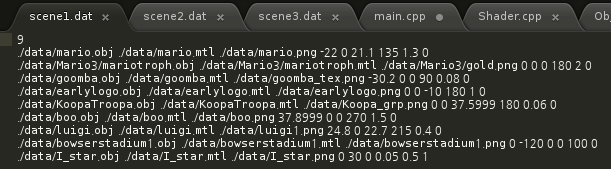 scene1.dat × scene2.dat × scene3.dat × main.cpp ● Shader.cpp × Ob
9
./data/mario.obj ./data/mario.mtl ./data/mario.png -22 0 21.1 135 1.3 0
./data/Mario3/mariotroph.obj ./data/Mario3/mariotroph.mtl ./data/Mario3/gold.png 0 0 0 180 2 0
./data/goomba.obj ./data/goomba.mtl ./data/goomba_tex.png -30.2 0 0 90 0.08 0
./data/earlylogo.obj ./data/earlylogo.mtl ./data/earlylogo.png 0 0 -10 180 1 0
./data/KoopaTroopa.obj ./data/KoopaTroopa.mtl ./data/Koopa_grp.png 0 0 37.5999 180 0.06 0
./data/boo.obj ./data/boo.mtl ./data/boo.png 37.8999 0 0 270 1.5 0
./data/luigi.obj ./data/luigi.mtl ./data/luigi1.png 24.8 0 22.7 215 0.4 0
./data/bowserstadium1.obj ./data/bowserstadium1.mtl ./data/bowserstadium1.png 0 -120 0 0 100 0
./data/I_star.obj ./data/I_star.mtl ./data/I_star.png 0 30 0 0.05 0.5 1